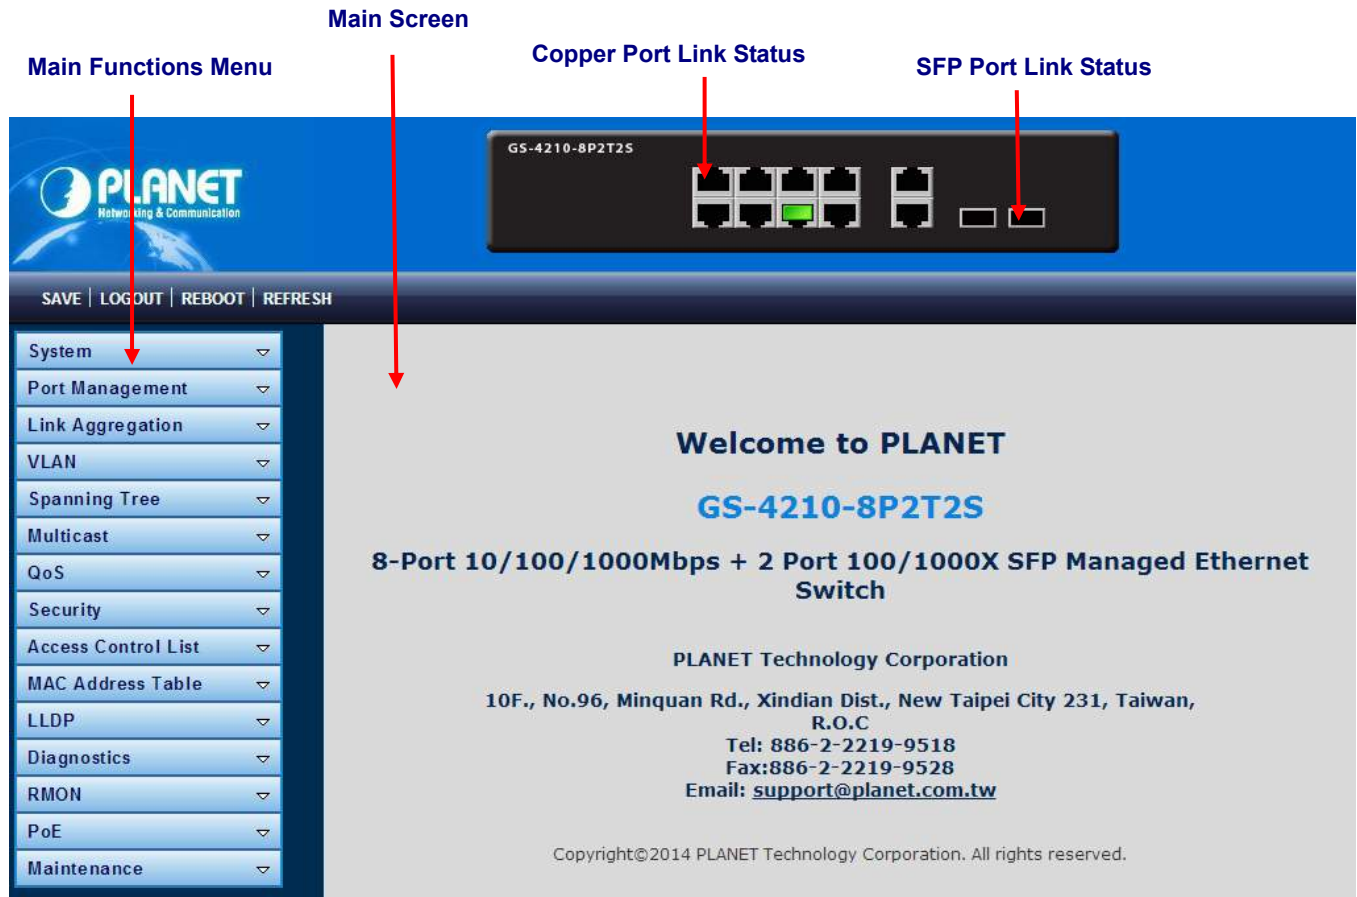 Main Screen
Main Functions Menu
Copper Port Link Status
SFP Port Link Status
PLANET
Networking & Communication
GS-4210-8P2T2S
SAVE | LOGOUT | REBOOT | REFRESH
System
Port Management
Link Aggregation
VLAN
Spanning Tree
Multicast
QoS
Security
Access Control List
MAC Address Table
LLDP
Diagnostics
RMON
PoE
Maintenance
Welcome to PLANET
GS-4210-8P2T2S
8-Port 10/100/1000Mbps + 2 Port 100/1000X SFP Managed Ethernet
Switch
PLANET Technology Corporation
10F., No.96, Minquan Rd., Xindian Dist., New Taipei City 231, Taiwan,
R.O.C
Tel: 886-2-2219-9518
Fax:886-2-2219-9528
Email: support@planet.com.tw
Copyright©2014 PLANET Technology Corporation. All rights reserved.